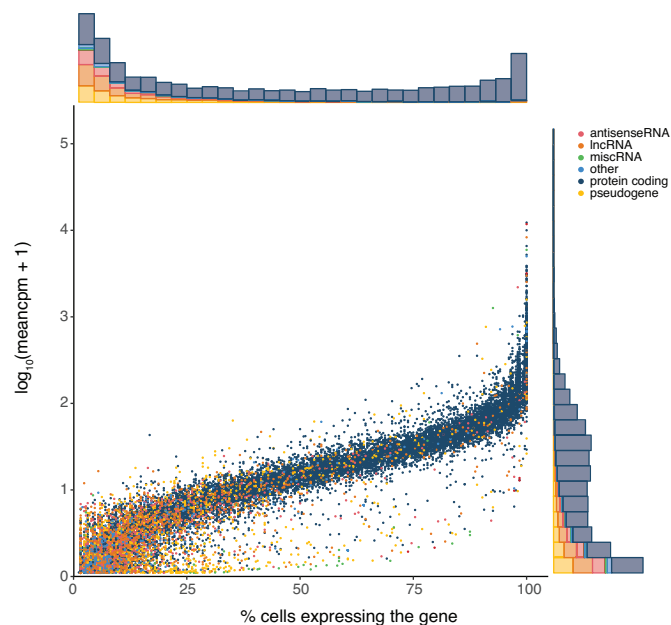 antisenseRNA
lncRNA
miscRNA
other
protein coding
pseudogene
log₁₀(meancpm + 1)
5
4
3
2
1
0
0 25 50 75 100
% cells expressing the gene